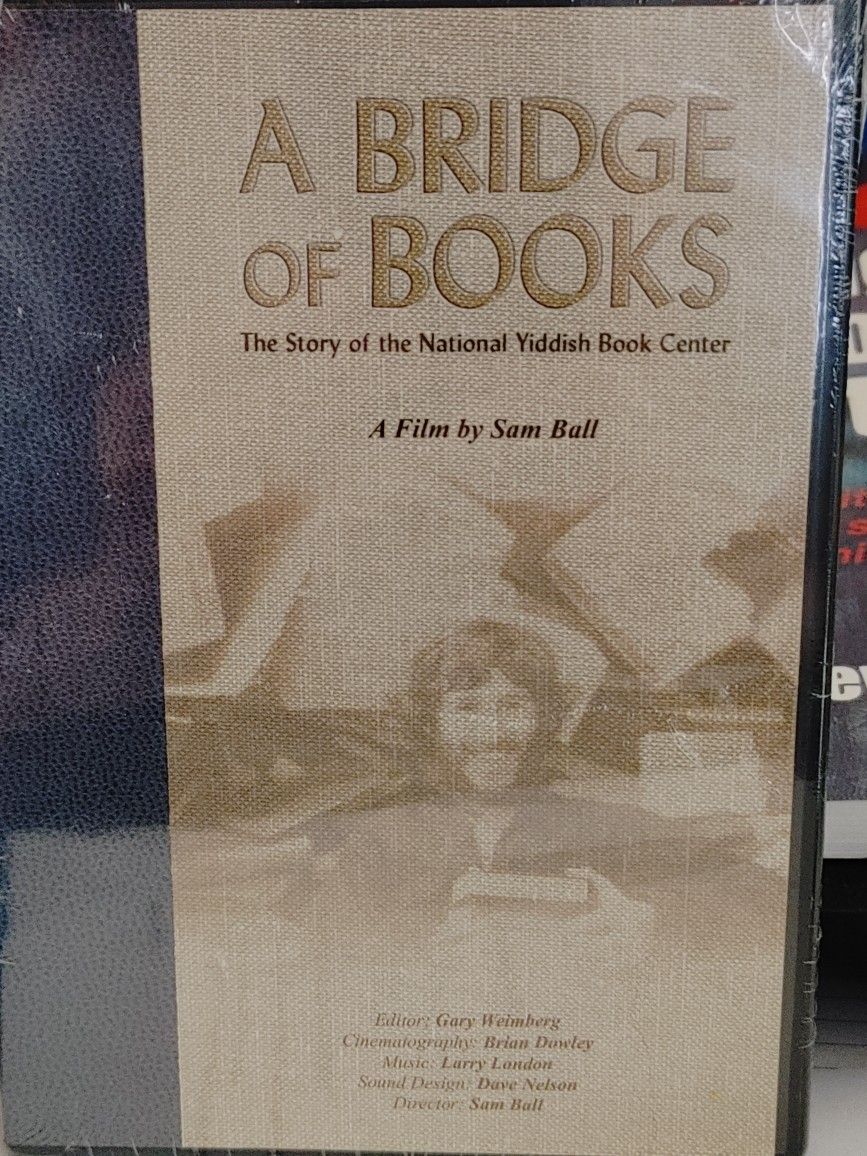 A BRIDGE
OF BOOKS
The Story of the National Yiddish Book Center
A Film by Sam Ball
Editor: Gary Weimberg
Cinematography: Brian Dowley
Music: Larry London
Sound Design: Dave Nelson
Director: Sam Ball